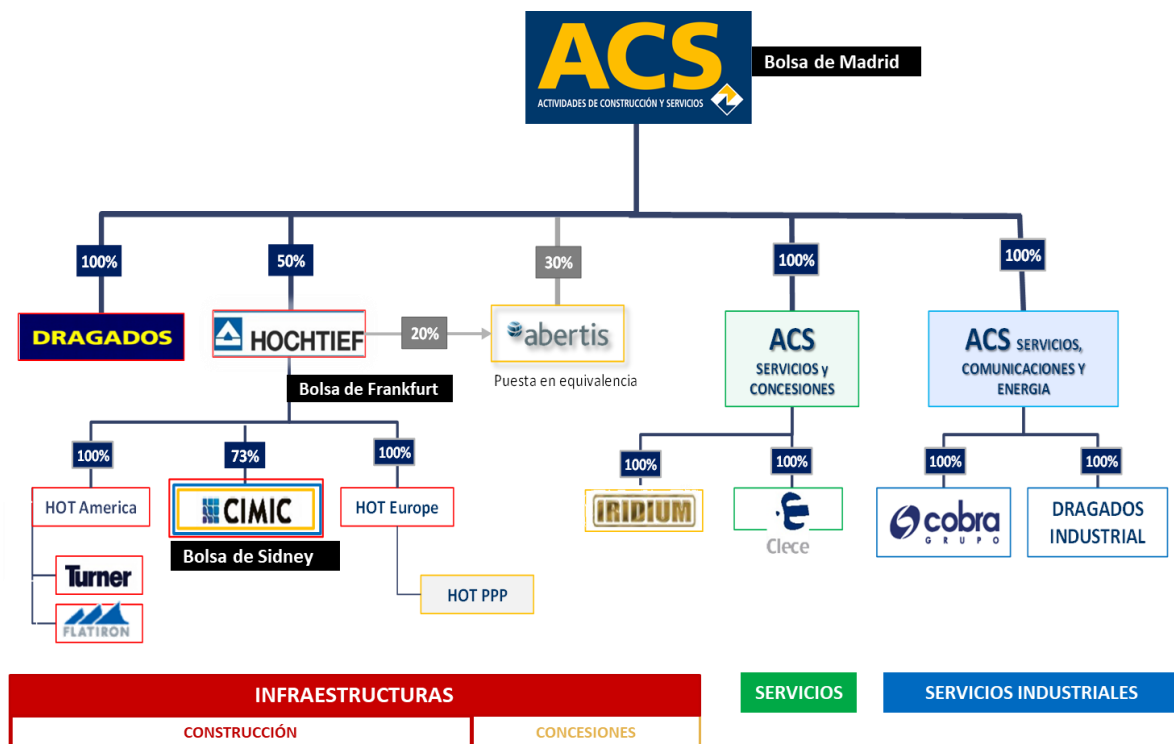 ACS
ACTIVIDADES DE CONSTRUCCIÓN Y SERVICIOS
Bolsa de Madrid
100%
50%
30%
100%
100%
DRAGADOS
HOCHTIEF
20%
abertis
Puesta en equivalencia
ACS
SERVICIOS y
CONCESIONES
ACS SERVICIOS,
COMUNICACIONES Y
ENERGIA
Bolsa de Frankfurt
100%
73%
100%
100%
100%
100%
100%
HOT America
CIMIC
HOT Europe
IRIDIUM
Clece
cobra
GRUPO
DRAGADOS
INDUSTRIAL
Bolsa de Sidney
Turner
HOT PPP
FLATIRON
INFRAESTRUCTURAS
SERVICIOS
SERVICIOS INDUSTRIALES
CONSTRUCCIÓN
CONCESIONES